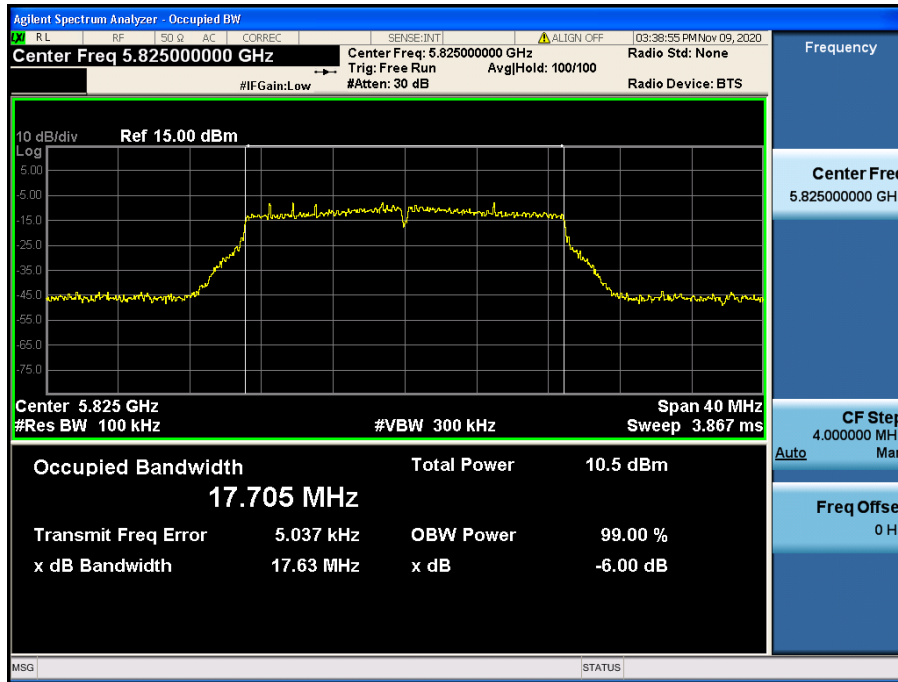 Agilent Spectrum Analyzer - Occupied BW
LXI RL RF 50 Ω AC CORREC SENSE:INT ALIGN OFF 03:38:55 PM Nov 09, 2020
Center Freq 5.825000000 GHz Center Freq: 5.825000000 GHz Radio Std: None
Trig: Free Run Avg|Hold: 100/100
#IFGain:Low #Atten: 30 dB Radio Device: BTS
10 dB/div Ref 15.00 dBm
Log
5.00
-5.00
-15.0
-25.0
-35.0
-45.0
-55.0
-65.0
-75.0
Center 5.825 GHz Span 40 MHz
#Res BW 100 kHz #VBW 300 kHz Sweep 3.867 ms
Occupied Bandwidth Total Power 10.5 dBm
17.705 MHz
Transmit Freq Error 5.037 kHz OBW Power 99.00 %
x dB Bandwidth 17.63 MHz x dB -6.00 dB
MSG STATUS
Frequency
Center Fre
5.825000000 GH
CF Step
4.000000 MH
Auto Man
Freq Offse
0 H